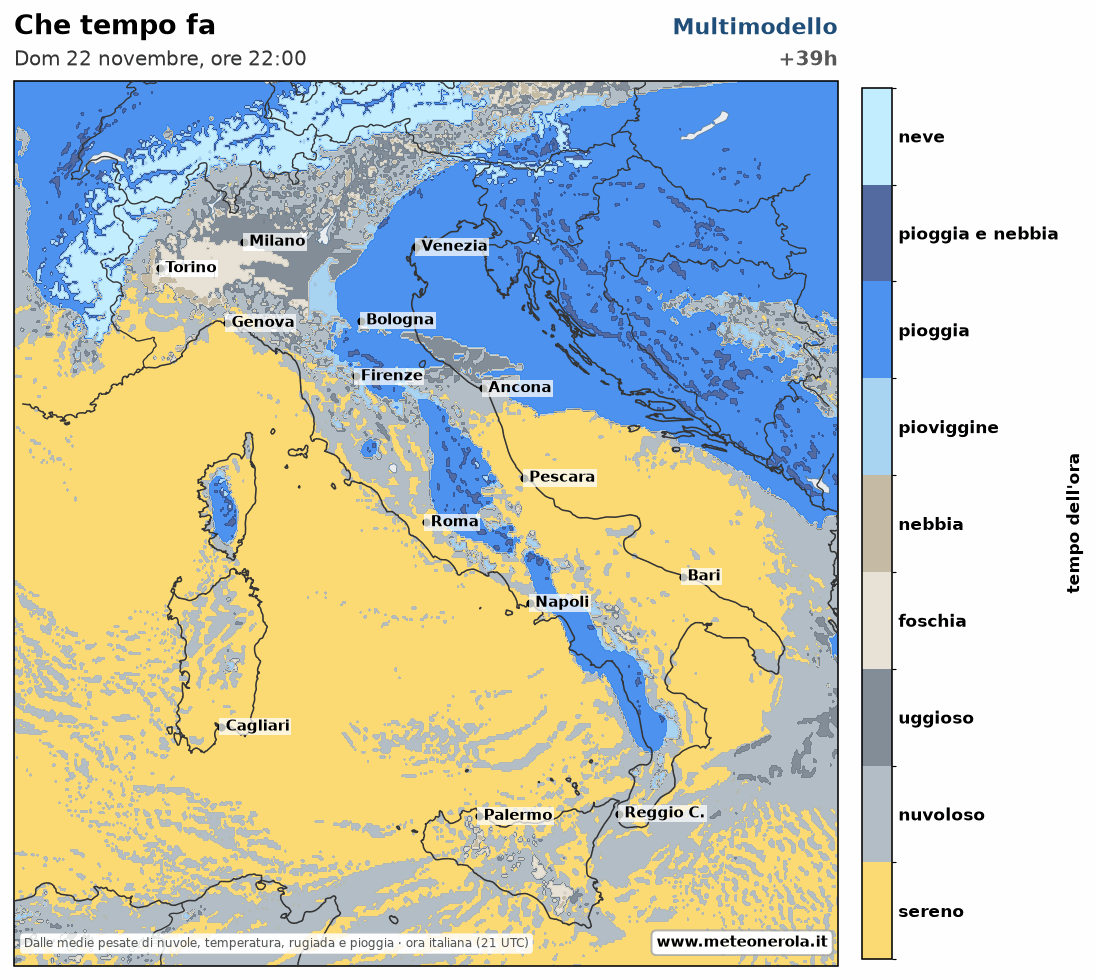 Che tempo fa
Multimodello
Dom 22 novembre, ore 22:00
+39h
neve
pioggia e nebbia
pioggia
pioviggine
nebbia
foschia
uggioso
nuvoloso
sereno
tempo dell'ora
Milano
Venezia
Torino
Genova
Bologna
Firenze
Ancona
Pescara
Roma
Bari
Napoli
Cagliari
Palermo
Reggio C.
Dalle medie pesate di nuvole, temperatura, rugiada e pioggia · ora italiana (21 UTC)
www.meteonerola.it